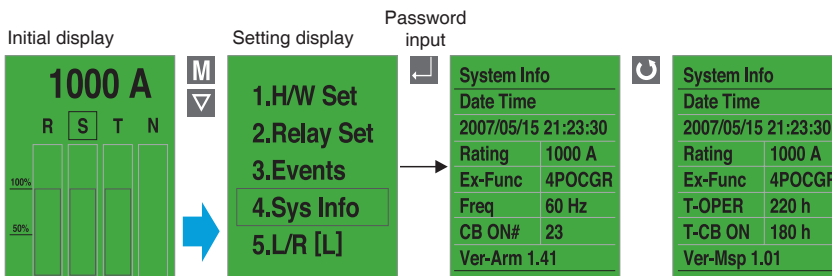 Initial display
1000 A
R S T N
100%
50%
M
Setting display
1.H/W Set
2.Relay Set
3.Events
4.Sys Info
5.L/R [L]
Password
input
System Info
Date Time
2007/05/15 21:23:30
Rating 1000 A
Ex-Func 4POCGR
Freq 60 Hz
CB ON# 23
Ver-Arm 1.41
System Info
Date Time
2007/05/15 21:23:30
Rating 1000 A
Ex-Func 4POCGR
T-OPER 220 h
T-CB ON 180 h
Ver-Msp 1.01